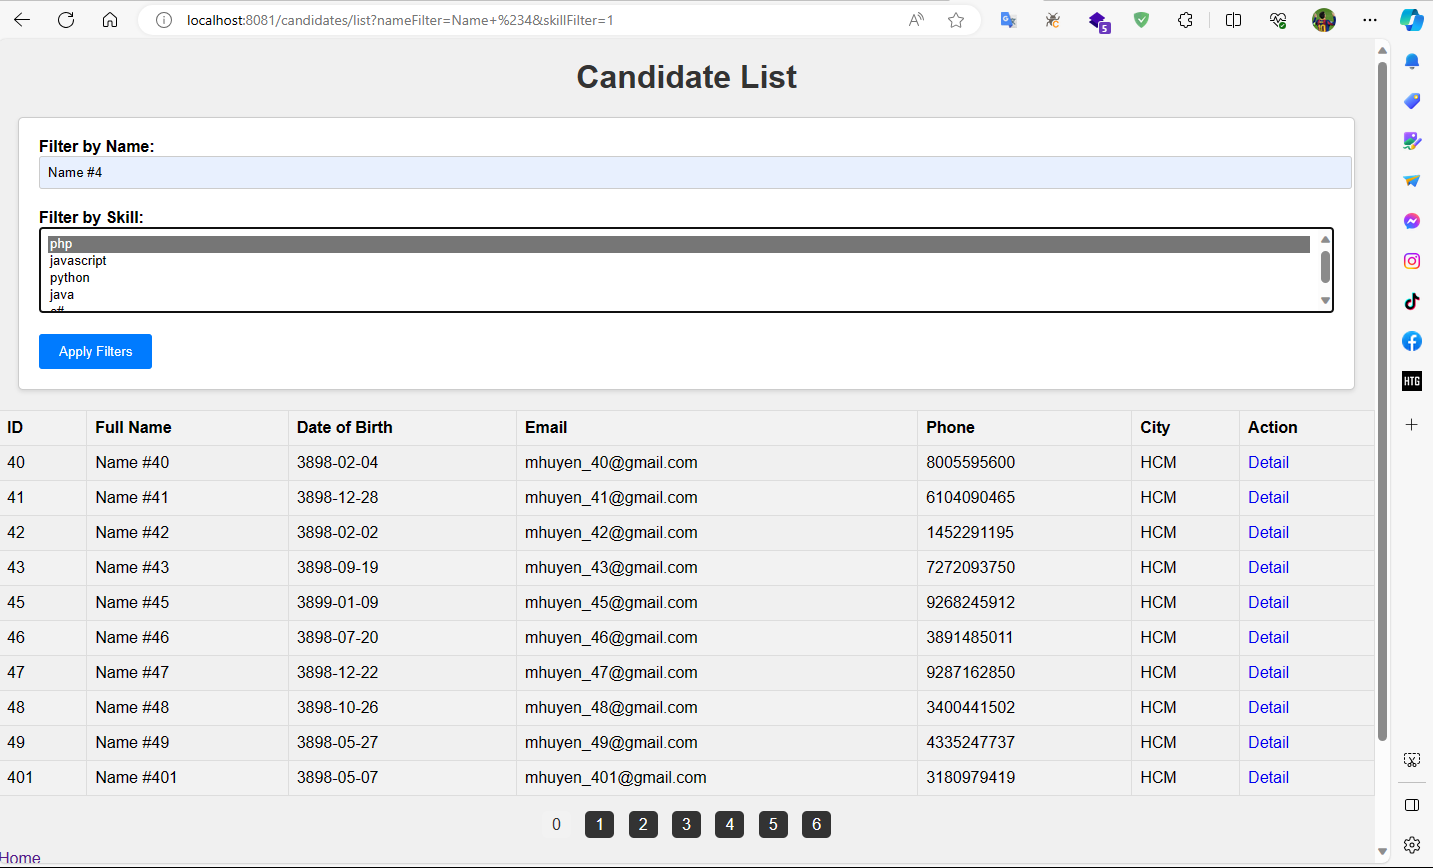 localhost:8081/candidates/list?nameFilter=Name+%234&skillFilter=1
5
Candidate List
Filter by Name:
Name #4
Filter by Skill:
php
javascript
python
java
c#
Apply Filters
ID Full Name Date of Birth Email Phone City Action
40 Name #40 3898-02-04 mhuyen_40@gmail.com 8005595600 HCM Detail
41 Name #41 3898-12-28 mhuyen_41@gmail.com 6104090465 HCM Detail
42 Name #42 3898-02-02 mhuyen_42@gmail.com 1452291195 HCM Detail
43 Name #43 3898-09-19 mhuyen_43@gmail.com 7272093750 HCM Detail
45 Name #45 3899-01-09 mhuyen_45@gmail.com 9268245912 HCM Detail
46 Name #46 3898-07-20 mhuyen_46@gmail.com 3891485011 HCM Detail
47 Name #47 3898-12-22 mhuyen_47@gmail.com 9287162850 HCM Detail
48 Name #48 3898-10-26 mhuyen_48@gmail.com 3400441502 HCM Detail
49 Name #49 3898-05-27 mhuyen_49@gmail.com 4335247737 HCM Detail
401 Name #401 3898-05-07 mhuyen_401@gmail.com 3180979419 HCM Detail
0 1 2 3 4 5 6
Home
HTG